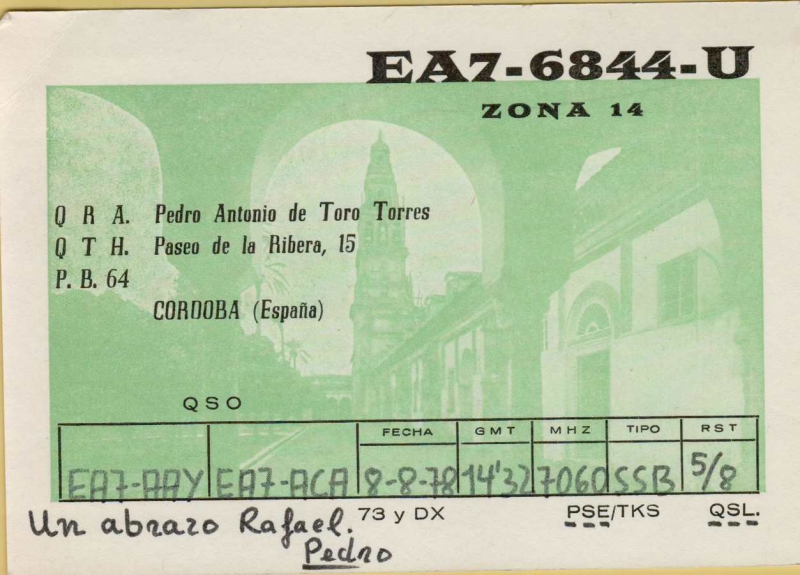 EA7-6844-U
ZONA 14
Q R A. Pedro Antonio de Toro Torres
Q T H. Paseo de la Ribera, 15
P. B. 64
CORDOBA (España)
QSO
FECHA GMT MHZ TIPO RST
EA7-AAY EA7-ACA 8-8-78 14'32 7060 SSB 5/8
Un abrazo Rafael. 73 y DX PSE/TKS QSL.
Pedro